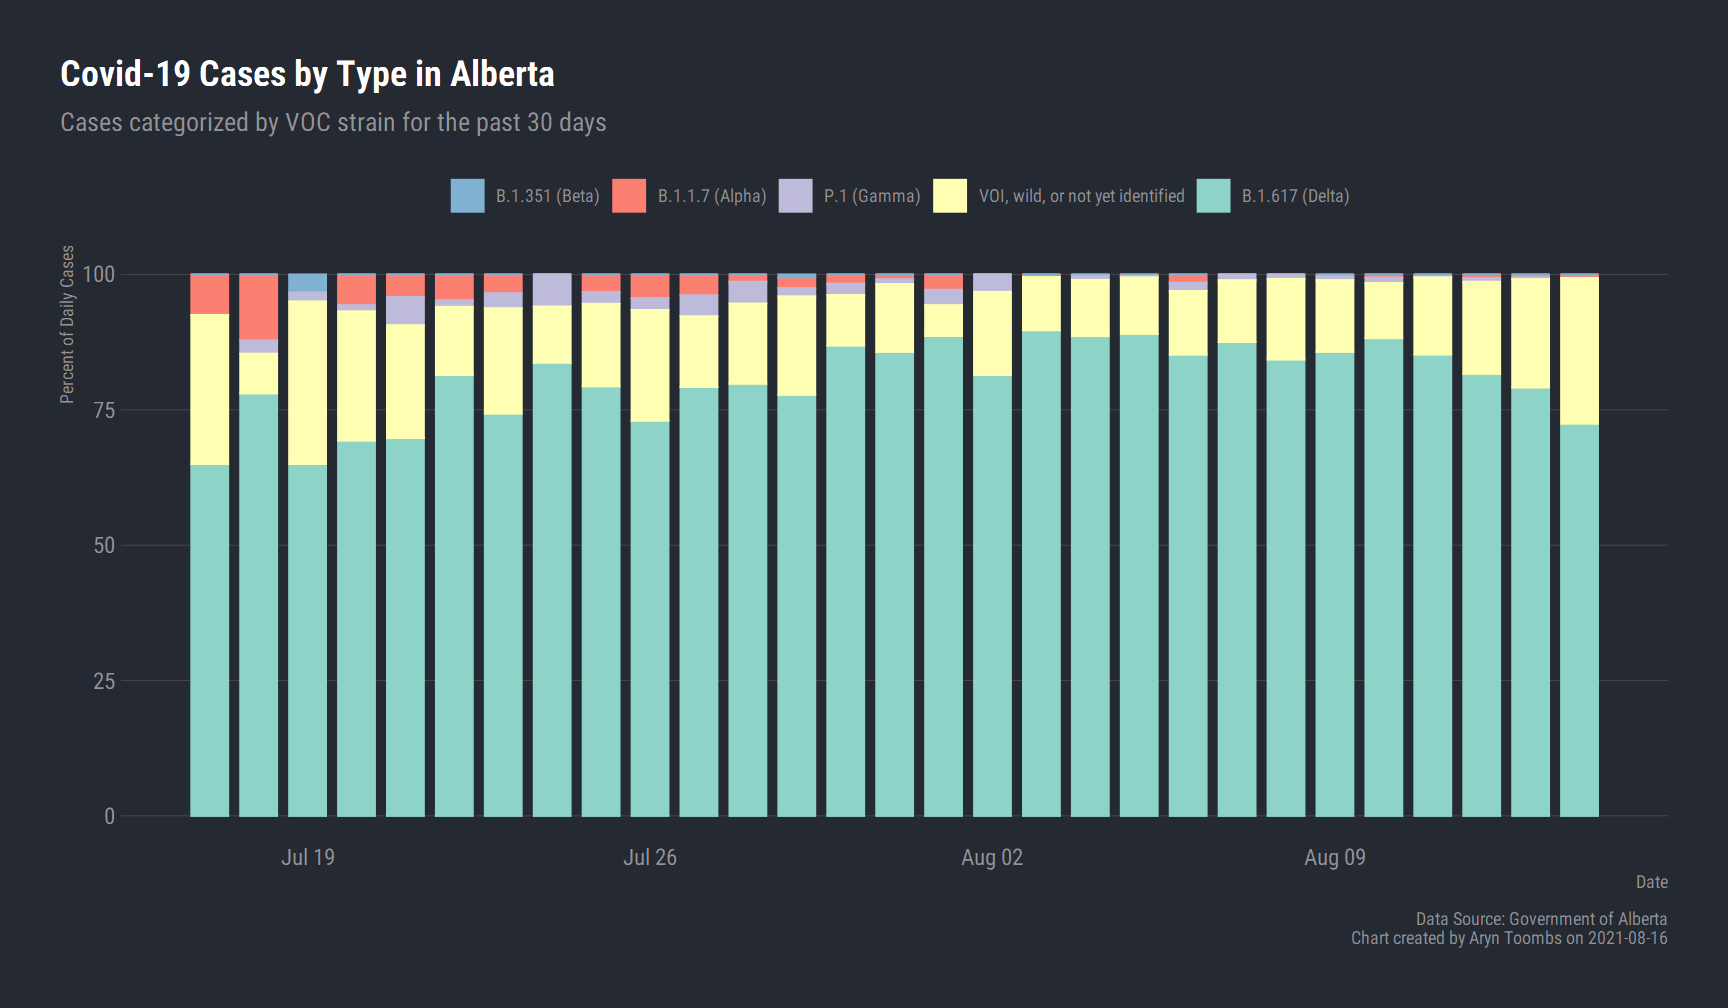 Covid-19 Cases by Type in Alberta
Cases categorized by VOC strain for the past 30 days
B.1.351 (Beta)
B.1.1.7 (Alpha)
P.1 (Gamma)
VOI, wild, or not yet identified
B.1.617 (Delta)
Percent of Daily Cases
100
75
50
25
0
Jul 19
Jul 26
Aug 02
Aug 09
Date
Data Source: Government of Alberta
Chart created by Aryn Toombs on 2021-08-16